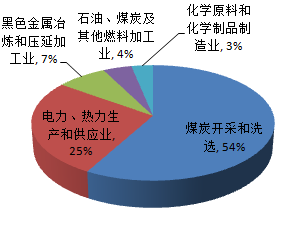 黑色金属冶
炼和压延加
工业, 7%
石油、煤炭及
其他燃料加工
业, 4%
化学原料和
化学制品制
造业, 3%
电力、热力生
产和供应业,
25%
煤炭开采和洗
选, 54%